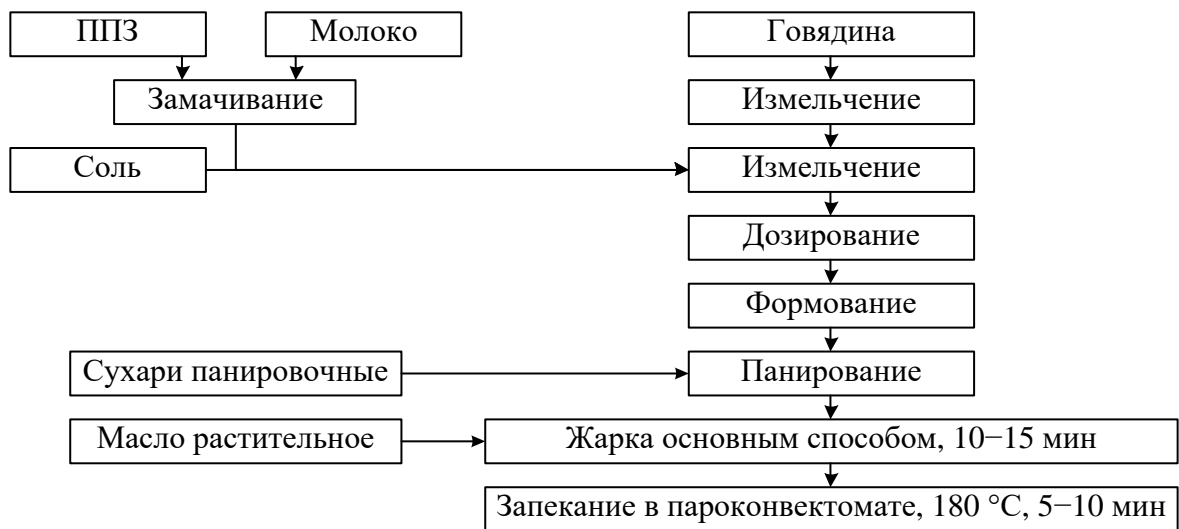 ППЗ
Молоко
Говядина
Замачивание
Измельчение
Соль
Измельчение
Дозирование
Формование
Сухари панировочные
Панирование
Масло растительное
Жарка основным способом, 10−15 мин
Запекание в пароконвектомате, 180 °С, 5−10 мин